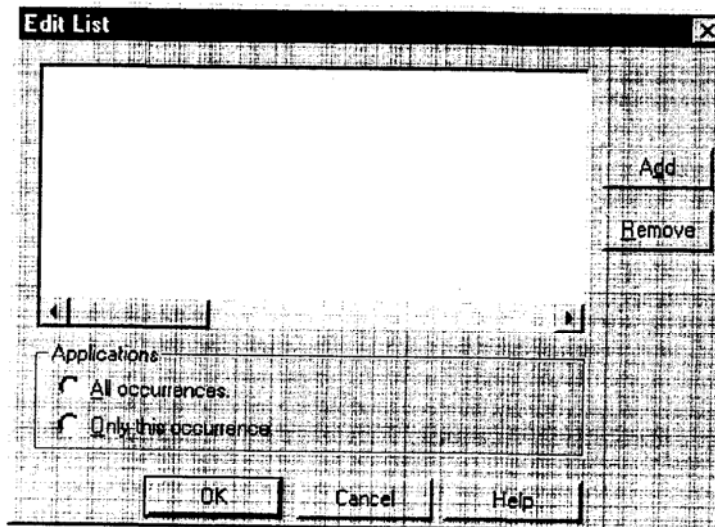 Edit List
Add
Remove
Applications
All occurrences.
Only this occurrence
OK
Cancel
Help